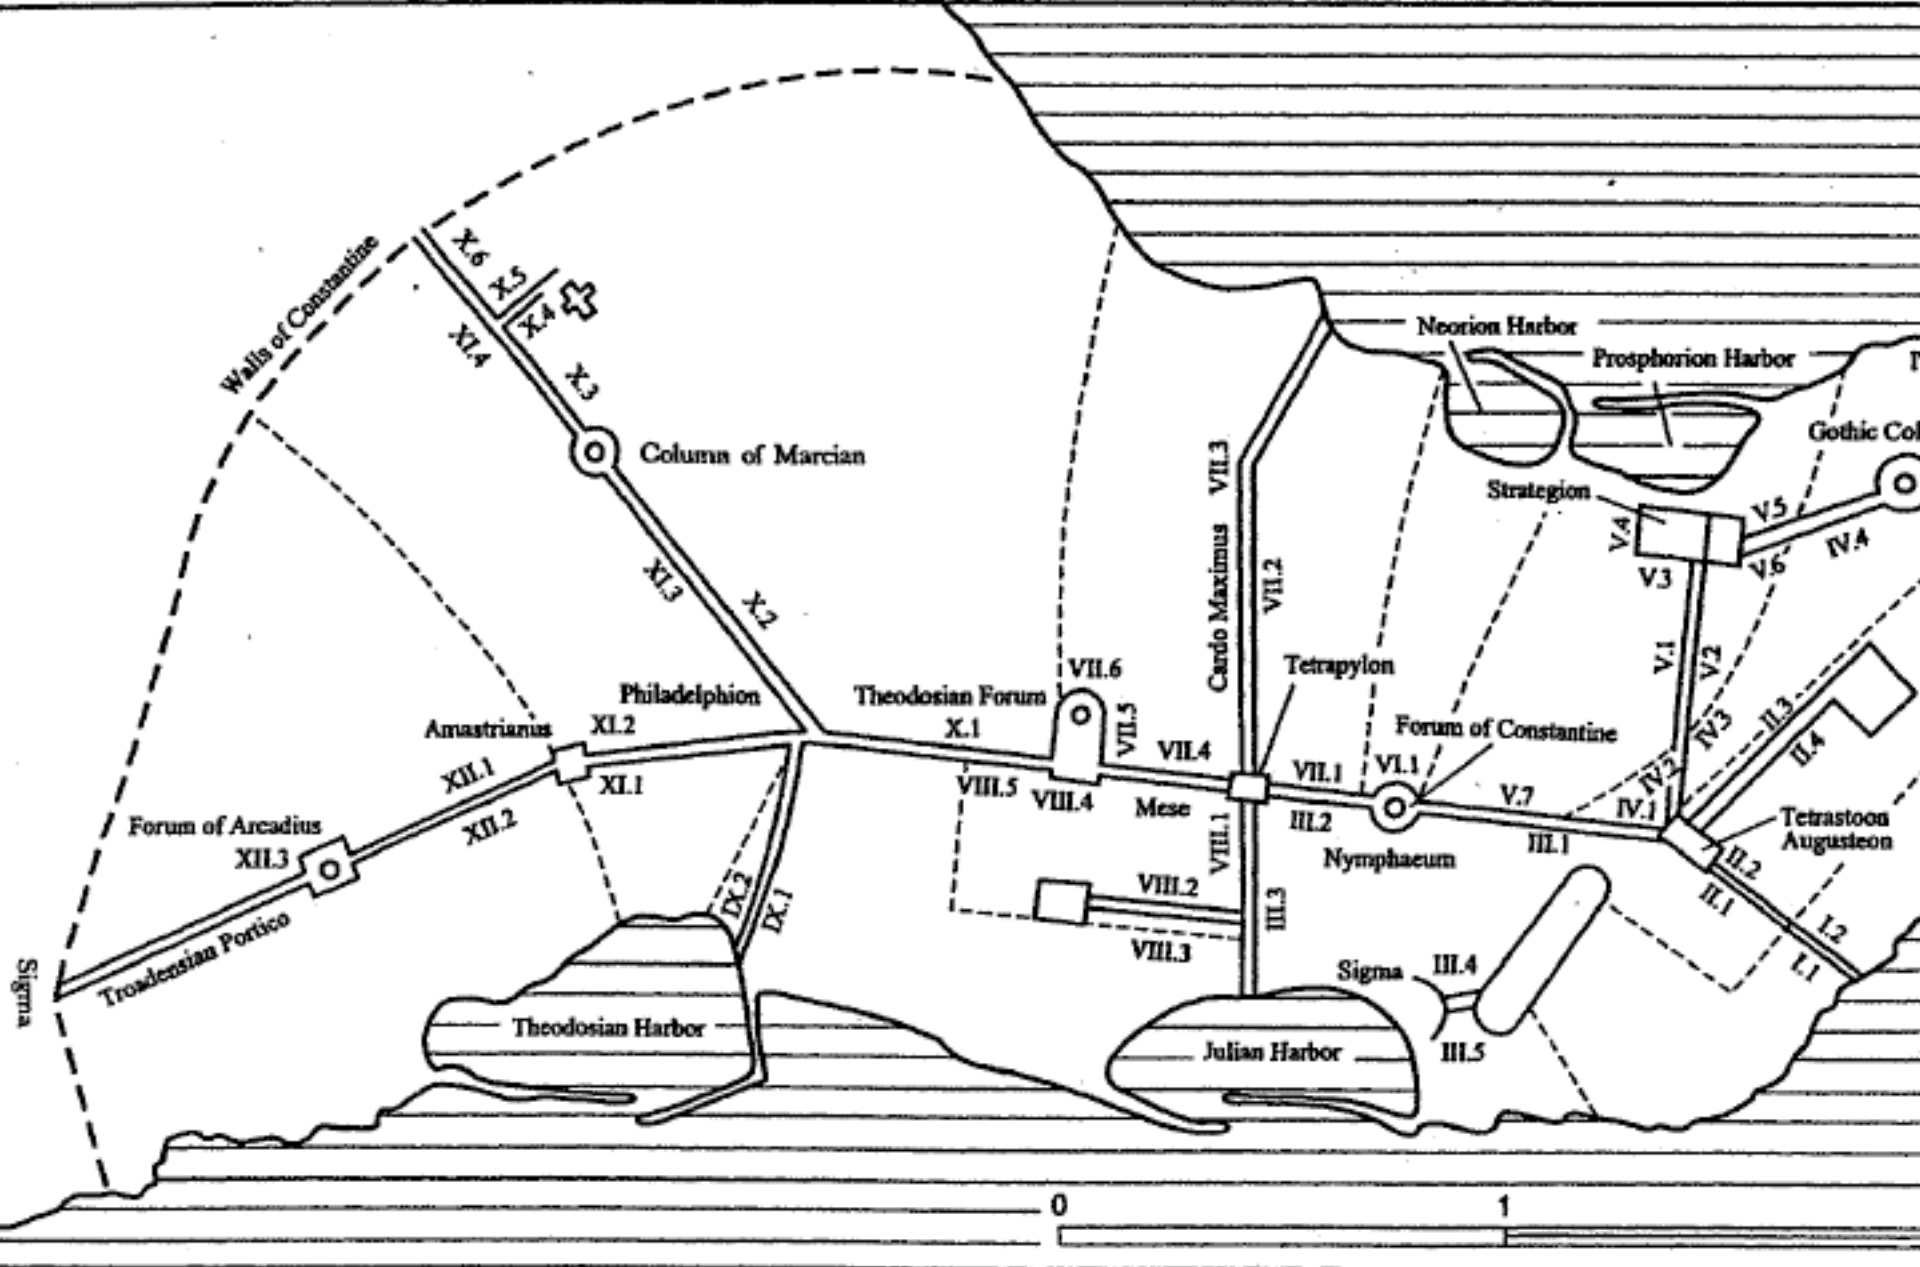 X.6
X.5
X.4
Walls of Constantine
XI.4
X.3
Neorion Harbor
Prosphorion Harbor
Column of Marcian
Gothic Col
VII.3
Strategion
V.5
V.4
IV.4
V.3
V.6
XI.3
X.2
Cardo Maximus
VII.2
V.1
V.2
Tetrapylon
VII.6
Philadelphion
Theodosian Forum
Amastrianus
XI.2
X.1
VII.5
Forum of Constantine
IV.3
II.3
II.4
XII.1
XI.1
VIII.5
VIII.4
VII.4
Mese
VII.1
VI.1
V.7
IV.2
IV.1
III.2
III.1
Tetrastoon
Augusteon
Forum of Arcadius
XII.3
XII.2
VIII.1
Nymphaeum
II.2
II.1
IX.2
IX.1
VIII.2
VIII.3
III.3
I.2
I.1
Troadensian Portico
Sigma
Sigma
III.4
III.5
Theodosian Harbor
Julian Harbor
0
1